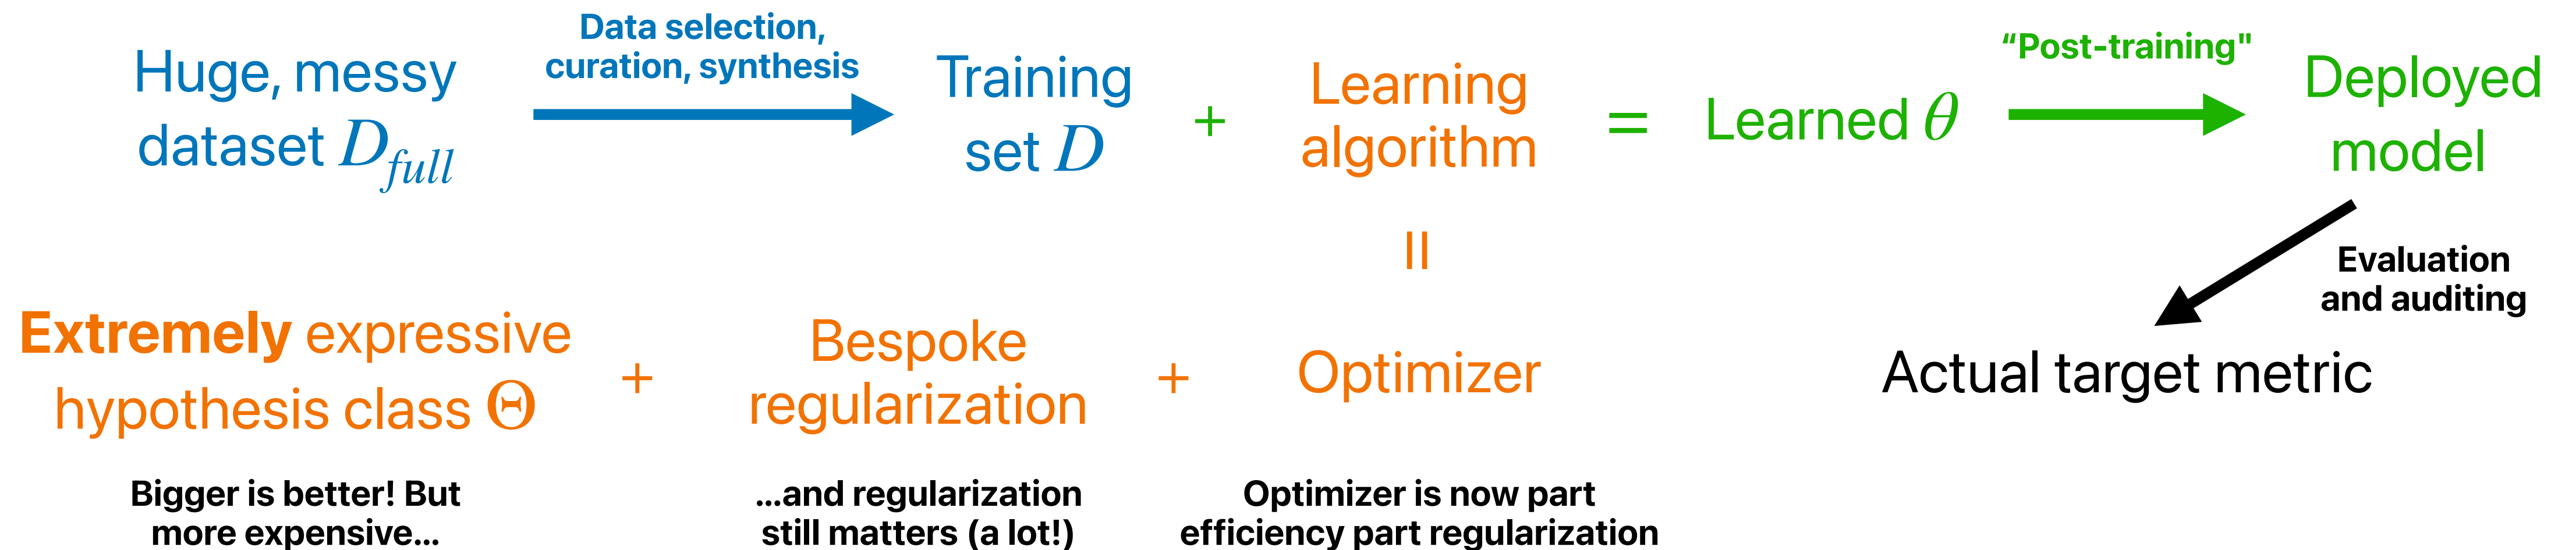 Huge, messy
dataset D_full
Data selection,
curation, synthesis
Training
set D
+
Learning
algorithm
=
Learned θ
“Post-training"
Deployed
model
=
Evaluation
and auditing
Actual target metric
Extremely expressive
hypothesis class Θ
+
Bespoke
regularization
+
Optimizer
Bigger is better! But
more expensive...
...and regularization
still matters (a lot!)
Optimizer is now part
efficiency part regularization